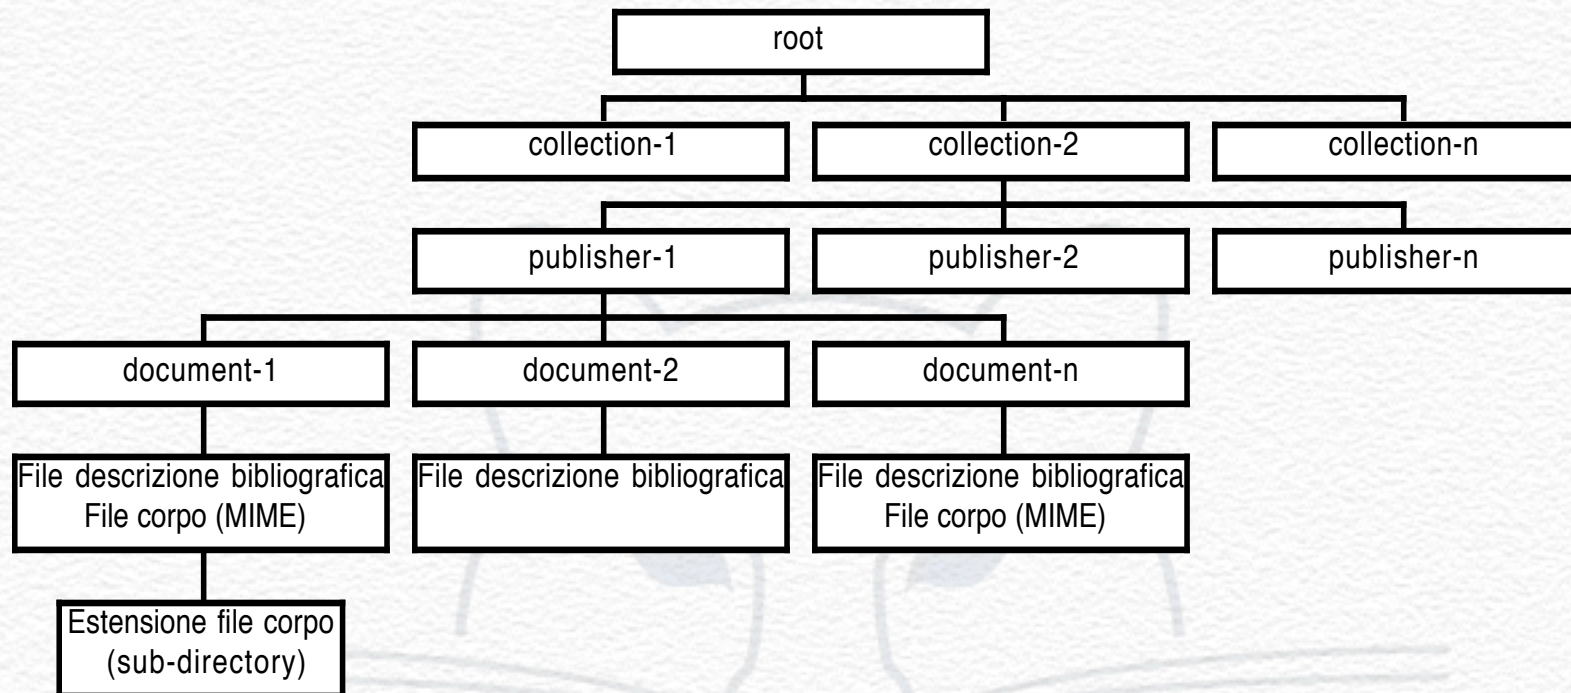 root
collection-1
collection-2
collection-n
publisher-1
publisher-2
publisher-n
document-1
document-2
document-n
File descrizione bibliografica
File corpo (MIME)
File descrizione bibliografica
File descrizione bibliografica
File corpo (MIME)
Estensione file corpo
(sub-directory)